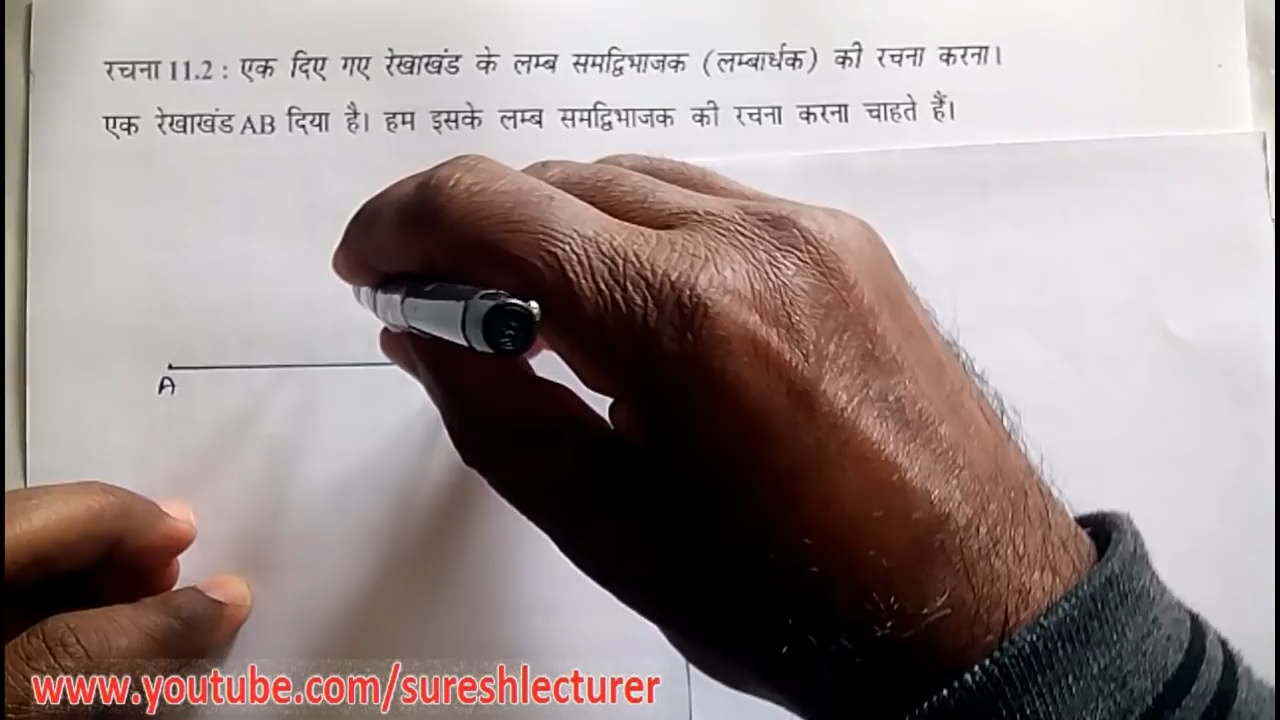 रचना 11.2 : एक दिए गए रेखाखंड के लम्ब समद्विभाजक (लम्बार्धक) की रचना करना।
एक रेखाखंड AB दिया है। हम इसके लम्ब समद्विभाजक की रचना करना चाहते हैं।
A
www.youtube.com/sureshlecturer